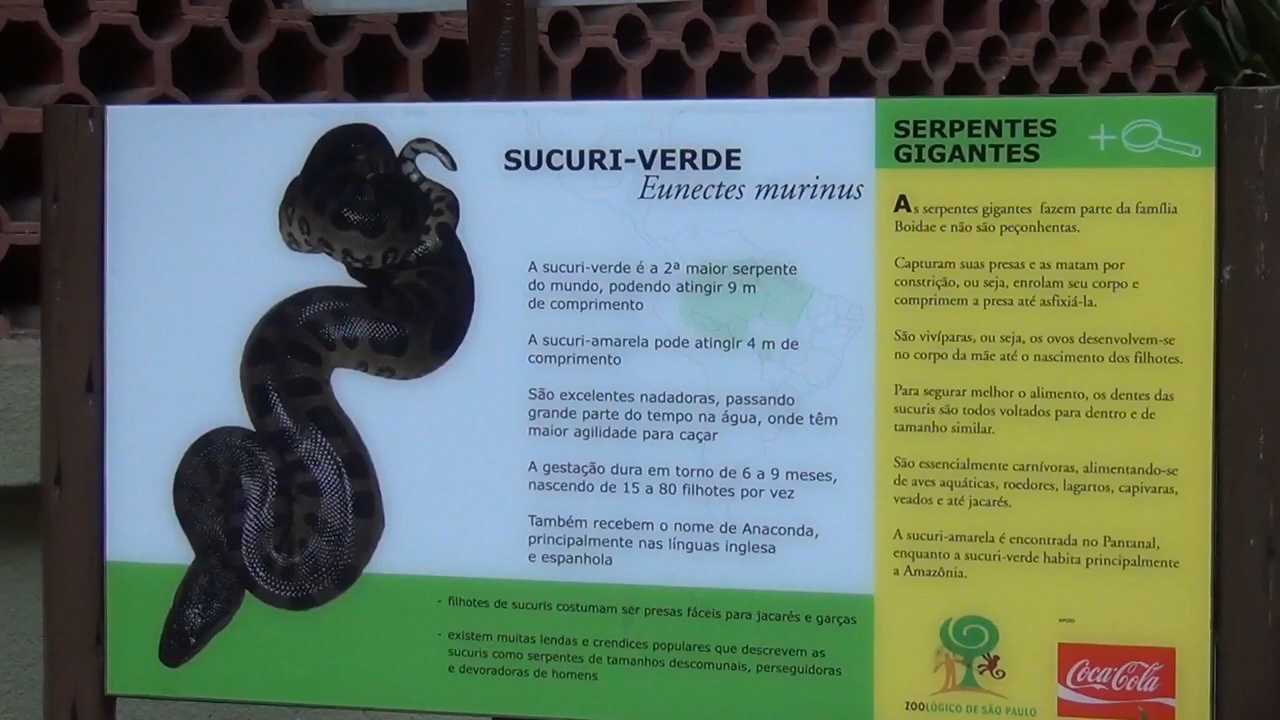 SUCURI-VERDE
Eunectes murinus
A sucuri-verde é a 2ª maior serpente
do mundo, podendo atingir 9 m
de comprimento
A sucuri-amarela pode atingir 4 m de
comprimento
São excelentes nadadoras, passando
grande parte do tempo na água, onde têm
maior agilidade para caçar
A gestação dura em torno de 6 a 9 meses,
nascendo de 15 a 80 filhotes por vez
Também recebem o nome de Anaconda,
principalmente nas línguas inglesa
e espanhola
- filhotes de sucuris costumam ser presas fáceis para jacarés e garças
- existem muitas lendas e crendices populares que descrevem as
sucuris como serpentes de tamanhos descomunais, perseguidoras
e devoradoras de homens
SERPENTES
GIGANTES
As serpentes gigantes fazem parte da família
Boidae e não são peçonhentas.
Capturam suas presas e as matam por
constrição, ou seja, enrolam seu corpo e
comprimem a presa até asfixiá-la.
São vivíparas, ou seja, os ovos desenvolvem-se
no corpo da mãe até o nascimento dos filhotes.
Para segurar melhor o alimento, os dentes das
sucuris são todos voltados para dentro e de
tamanho similar.
São essencialmente carnívoras, alimentando-se
de aves aquáticas, roedores, lagartos, capivaras,
veados e até jacarés.
A sucuri-amarela é encontrada no Pantanal,
enquanto a sucuri-verde habita principalmente
a Amazônia.
ZOOLÓGICO DE SÃO PAULO
APOIO
Coca-Cola